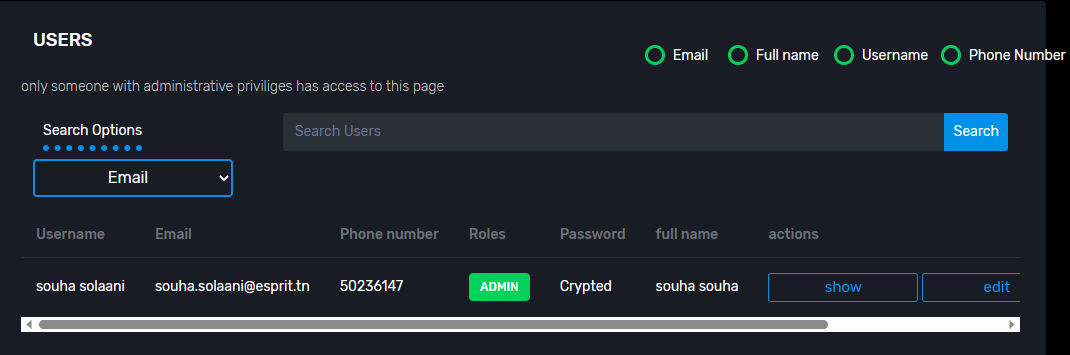 USERS
Email Full name Username Phone Number
only someone with administrative priviliges has access to this page
Search Options
Search Users Search
Email
Username Email Phone number Roles Password full name actions
souha solaani souha.solaani@esprit.tn 50236147 ADMIN Crypted souha souha show edit